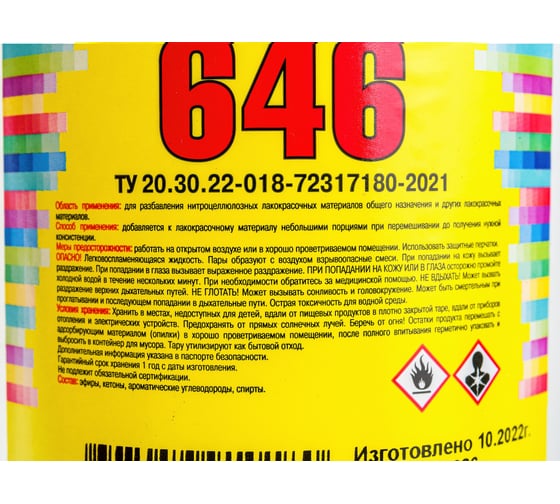 646
ТУ 20.30.22-018-72317180-2021
Область применения: для разбавления нитроцеллюлозных лакокрасочных материалов общего назначения и других лакокрасочных
материалов.
Способ применения: добавляется к лакокрасочному материалу небольшими порциями при перемешивании до получения нужной
консистенции.
Меры предосторожности: работать на открытом воздухе или в хорошо проветриваемом помещении. Использовать защитные перчатки.
ОПАСНО! Легковоспламеняющаяся жидкость. Пары образуют с воздухом взрывоопасные смеси. При попадании на кожу вызывает
раздражение. При попадании в глаза вызывает выраженное раздражение. ПРИ ПОПАДАНИИ НА КОЖУ ИЛИ В ГЛАЗА осторожно промойте
холодной водой в течение нескольких минут. При необходимости обратитесь за медицинской помощью. НЕ ВДЫХАТЬ! Может вызвать
раздражение верхних дыхательных путей. НЕ ГЛОТАТЬ! Может вызывать сонливость и головокружение. Может быть смертельным при
проглатывании и последующем попадании в дыхательные пути. Острая токсичность для водной среды.
Условия хранения: Хранить в местах, недоступных для детей, вдали от пищевых продуктов в плотно закрытой таре, вдали от приборов
отопления и электрических устройств. Предохранять от прямых солнечных лучей. Беречь от огня! Остатки продукта перемешать с
адсорбирующим материалом (опилки) в хорошо проветриваемом помещении, после полного впитывания герметично упаковать и
выбросить в контейнер для мусора. Тару утилизируют как бытовой отход.
Дополнительная информация указана в паспорте безопасности.
Гарантийный срок хранения 1 год с даты изготовления.
Не подлежит обязательной сертификации.
Состав: эфиры, кетоны, ароматические углеводороды, спирты.
Изготовлено 10.2022г.